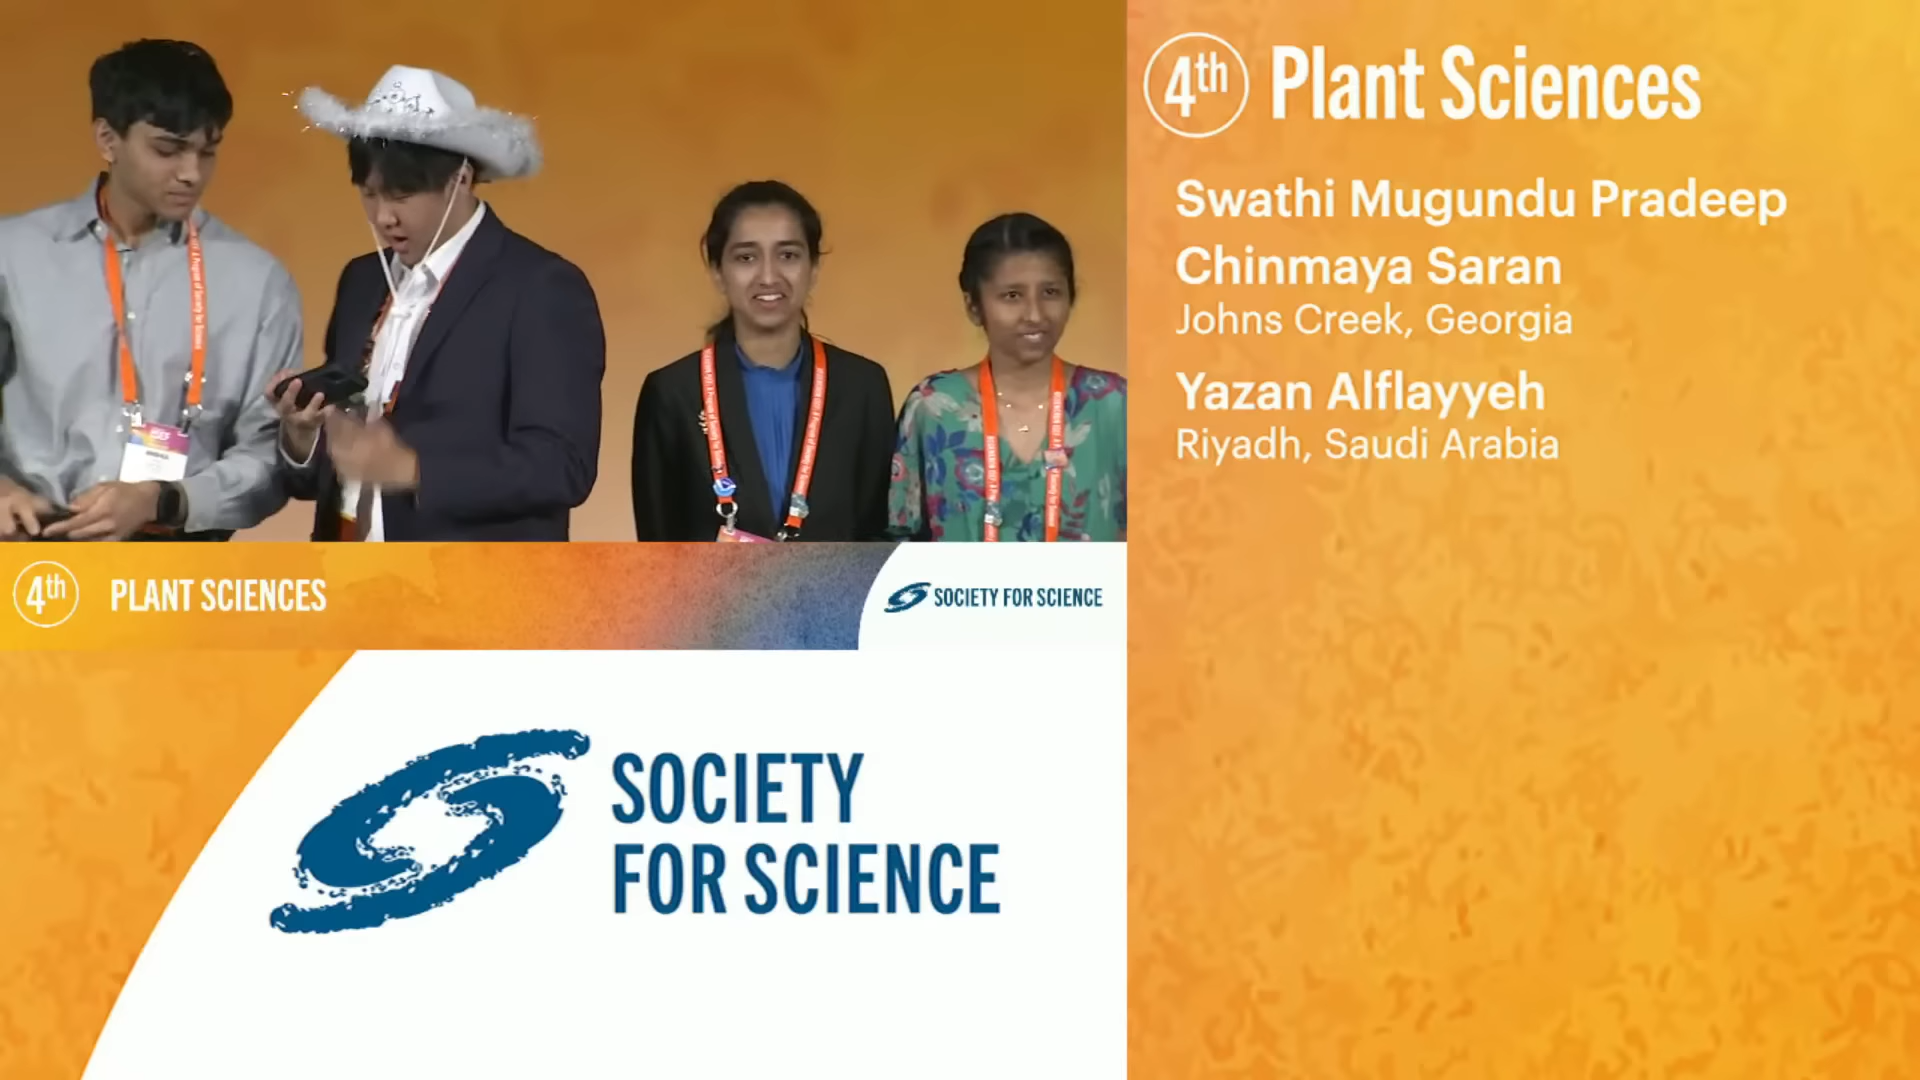 4th Plant Sciences
Swathi Mugundu Pradeep
Chinmaya Saran
Johns Creek, Georgia
Yazan Alflayyeh
Riyadh, Saudi Arabia
4th PLANT SCIENCES
SOCIETY FOR SCIENCE
SOCIETY
FOR SCIENCE